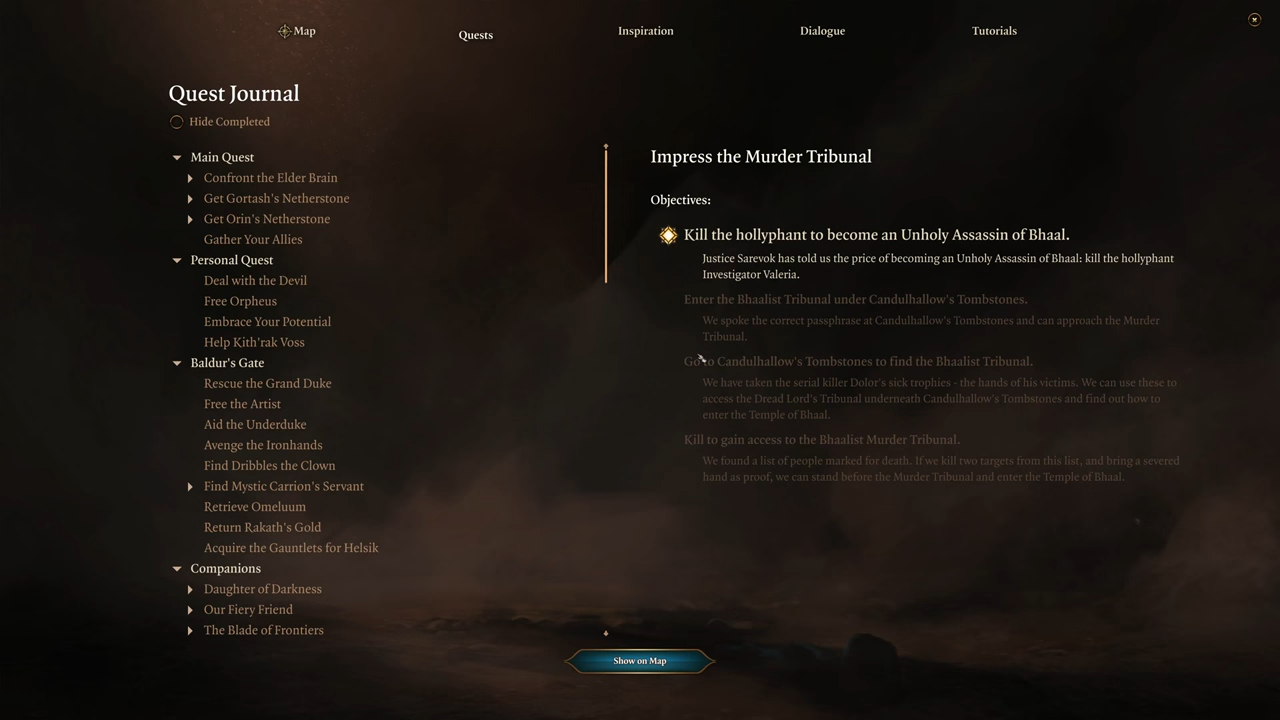 Map
Quests
Inspiration
Dialogue
Tutorials
Quest Journal
Hide Completed
Main Quest
Confront the Elder Brain
Get Gortash's Netherstone
Get Orin's Netherstone
Gather Your Allies
Personal Quest
Deal with the Devil
Free Orpheus
Embrace Your Potential
Help Kith'rak Voss
Baldur's Gate
Rescue the Grand Duke
Free the Artist
Aid the Underduke
Avenge the Ironhands
Find Dribbles the Clown
Find Mystic Carrion's Servant
Retrieve Omeluum
Return Rakath's Gold
Acquire the Gauntlets for Helsik
Companions
Daughter of Darkness
Our Fiery Friend
The Blade of Frontiers
Impress the Murder Tribunal
Objectives:
Kill the hollyphant to become an Unholy Assassin of Bhaal.
Justice Sarevok has told us the price of becoming an Unholy Assassin of Bhaal: kill the hollyphant
Investigator Valeria.
Enter the Bhaalist Tribunal under Candulhallow's Tombstones.
We spoke the correct passphrase at Candulhallow's Tombstones and can approach the Murder
Tribunal.
Go to Candulhallow's Tombstones to find the Bhaalist Tribunal.
We have taken the serial killer Dolor's sick trophies - the hands of his victims. We can use these to
access the Dread Lord's Tribunal underneath Candulhallow's Tombstones and find out how to
enter the Temple of Bhaal.
Kill to gain access to the Bhaalist Murder Tribunal.
We found a list of people marked for death. If we kill two targets from this list, and bring a severed
hand as proof, we can stand before the Murder Tribunal and enter the Temple of Bhaal.
Show on Map